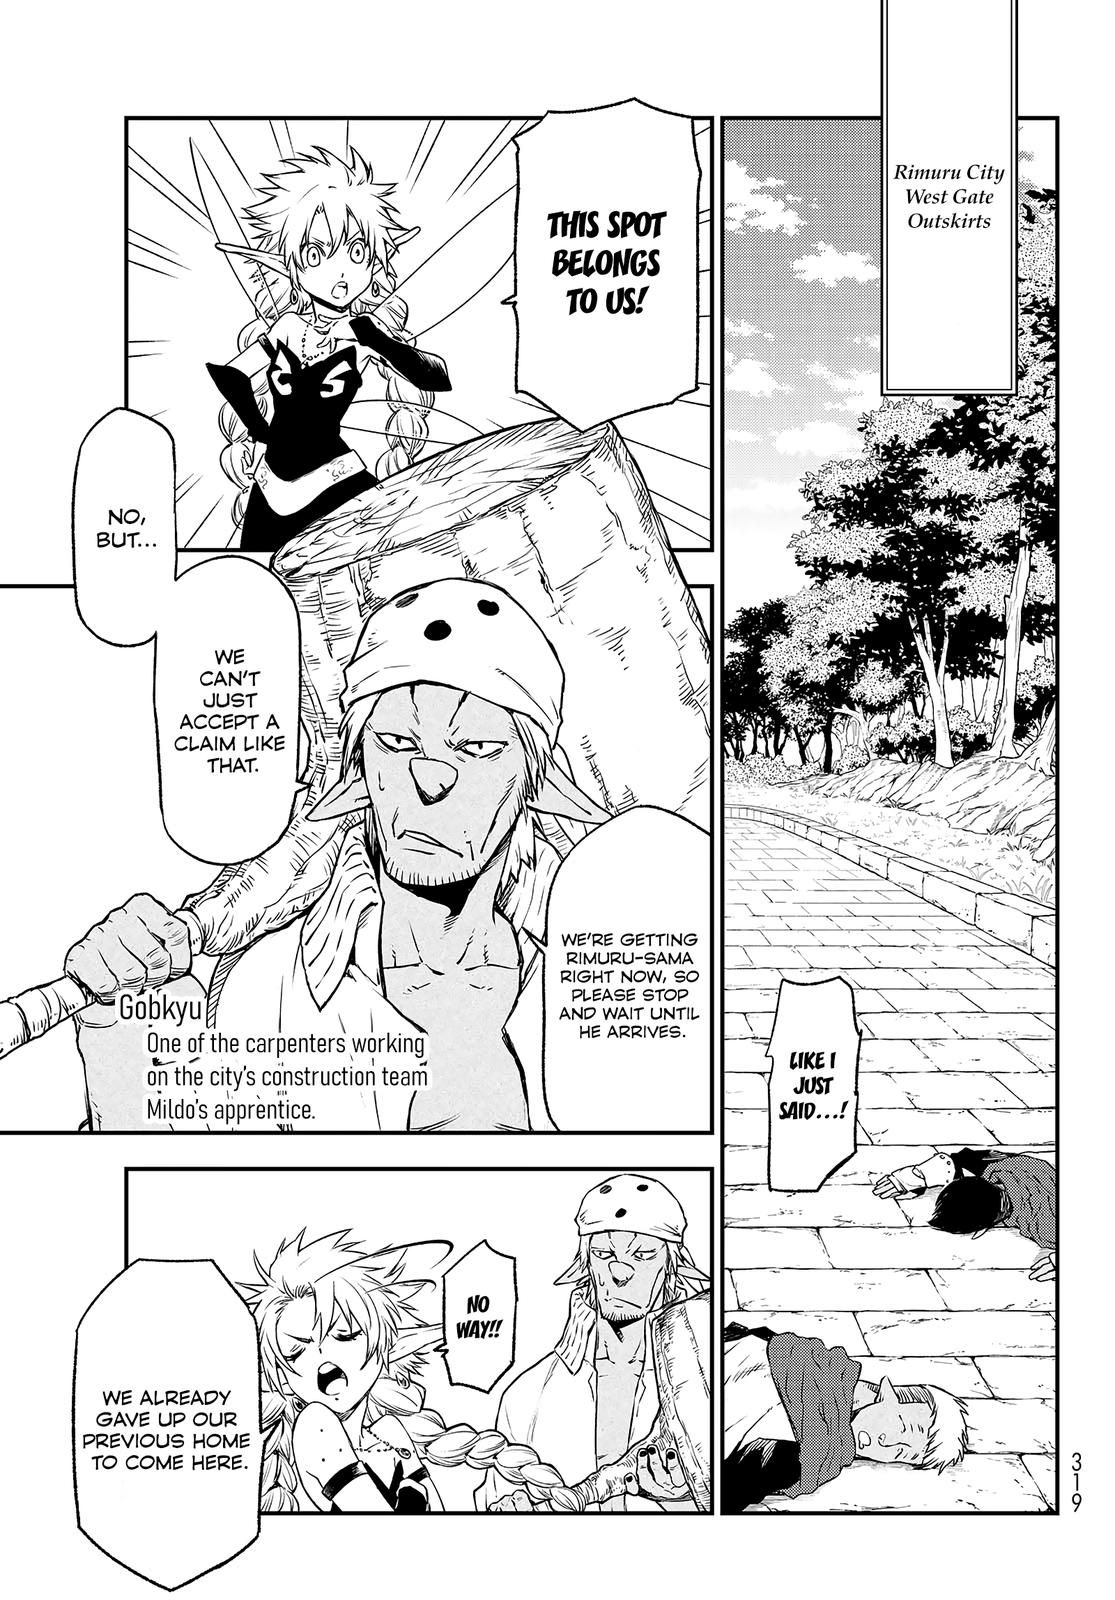 Rimuru City
West Gate
Outskirts
LIKE I
JUST
SAID...!
THIS SPOT
BELONGS
TO US!
NO,
BUT...
WE
CAN'T
JUST
ACCEPT A
CLAIM LIKE
THAT.
WE'RE GETTING
RIMURU-SAMA
RIGHT NOW, SO
PLEASE STOP
AND WAIT UNTIL
HE ARRIVES.
Gobkyu
One of the carpenters working
on the city's construction team
Mildo's apprentice.
NO
WAY!!
WE ALREADY
GAVE UP OUR
PREVIOUS HOME
TO COME HERE.
319